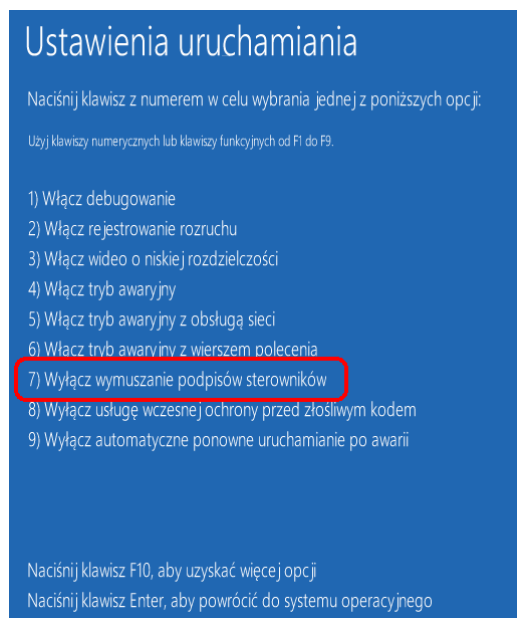 Ustawienia uruchamiania
Naciśnij klawisz z numerem w celu wybrania jednej z poniższych opcji:
Użyj klawiszy numerycznych lub klawiszy funkcyjnych od F1 do F9.
1) Włącz debugowanie
2) Włącz rejestrowanie rozruchu
3) Włącz wideo o niskiej rozdzielczości
4) Włącz tryb awaryjny
5) Włącz tryb awaryjny z obsługą sieci
6) Włącz tryb awaryjny z wierszem polecenia
7) Wyłącz wymuszanie podpisów sterowników
8) Wyłącz usługę wczesnej ochrony przed złośliwym kodem
9) Wyłącz automatyczne ponowne uruchamianie po awarii
Naciśnij klawisz F10, aby uzyskać więcej opcji
Naciśnij klawisz Enter, aby powrócić do systemu operacyjnego